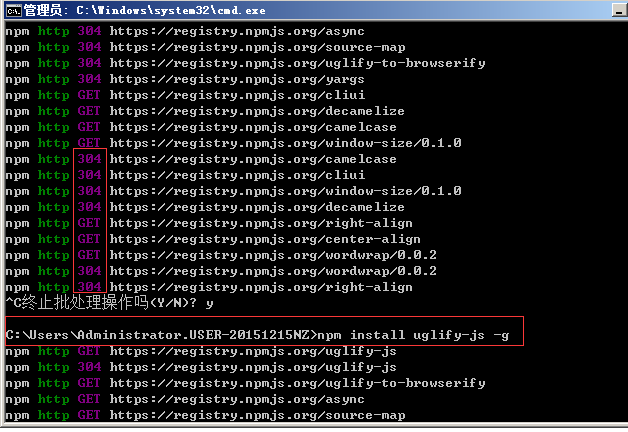 管理员: C:\Windows\system32\cmd.exe
npm http 304 https://registry.npmjs.org/async
npm http 304 https://registry.npmjs.org/source-map
npm http 304 https://registry.npmjs.org/uglify-to-browserify
npm http 304 https://registry.npmjs.org/yargs
npm http GET https://registry.npmjs.org/cliui
npm http GET https://registry.npmjs.org/decamelize
npm http GET https://registry.npmjs.org/camelcase
npm http GET https://registry.npmjs.org/window-size/0.1.0
npm http 304 https://registry.npmjs.org/camelcase
npm http 304 https://registry.npmjs.org/cliui
npm http 304 https://registry.npmjs.org/window-size/0.1.0
npm http 304 https://registry.npmjs.org/decamelize
npm http GET https://registry.npmjs.org/right-align
npm http GET https://registry.npmjs.org/center-align
npm http GET https://registry.npmjs.org/wordwrap/0.0.2
npm http 304 https://registry.npmjs.org/wordwrap/0.0.2
npm http 304 https://registry.npmjs.org/right-align
^C终止批处理操作吗(Y/N)? y
C:\Users\Administrator.USER-20151215NZ>npm install uglify-js -g
npm http GET https://registry.npmjs.org/uglify-js
npm http 304 https://registry.npmjs.org/uglify-js
npm http GET https://registry.npmjs.org/uglify-to-browserify
npm http GET https://registry.npmjs.org/async
npm http GET https://registry.npmjs.org/source-map